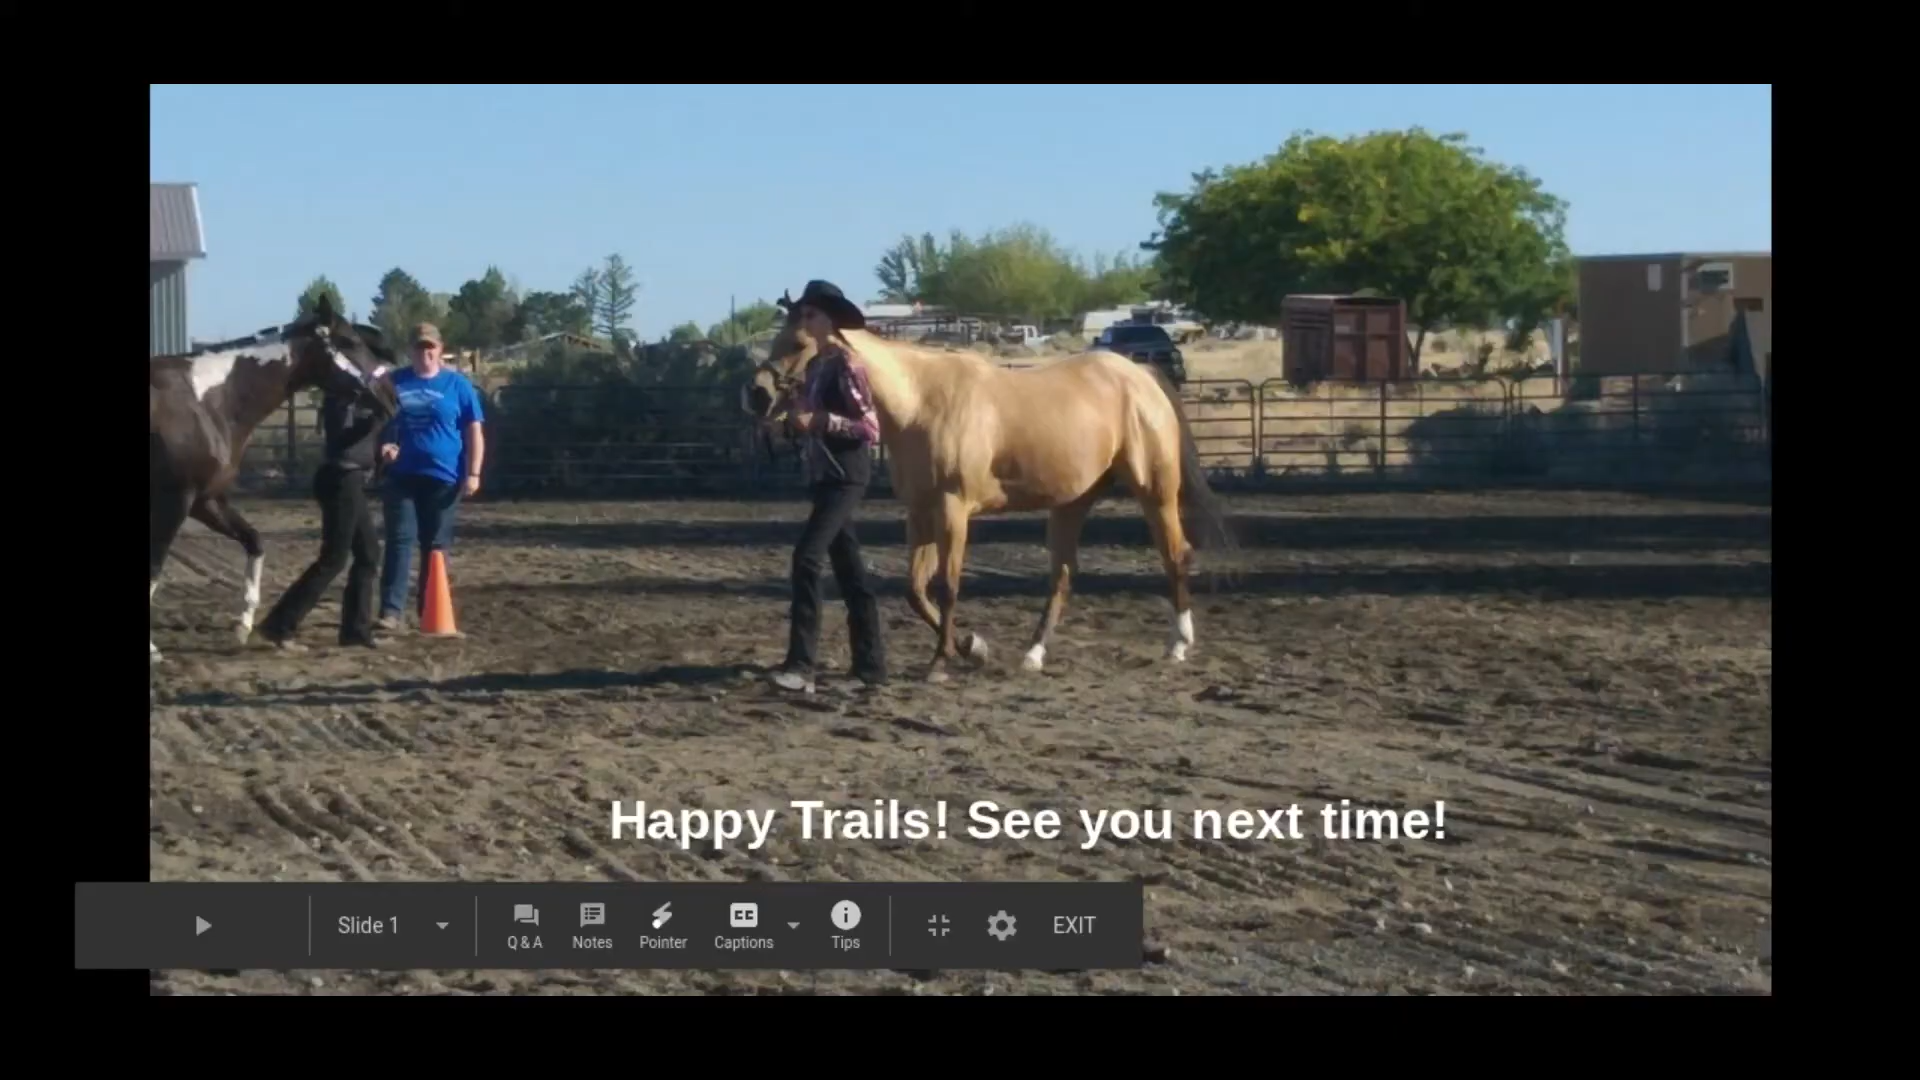 Happy Trails! See you next time!
Slide 1
Q & A
Notes
Pointer
Captions
Tips
EXIT